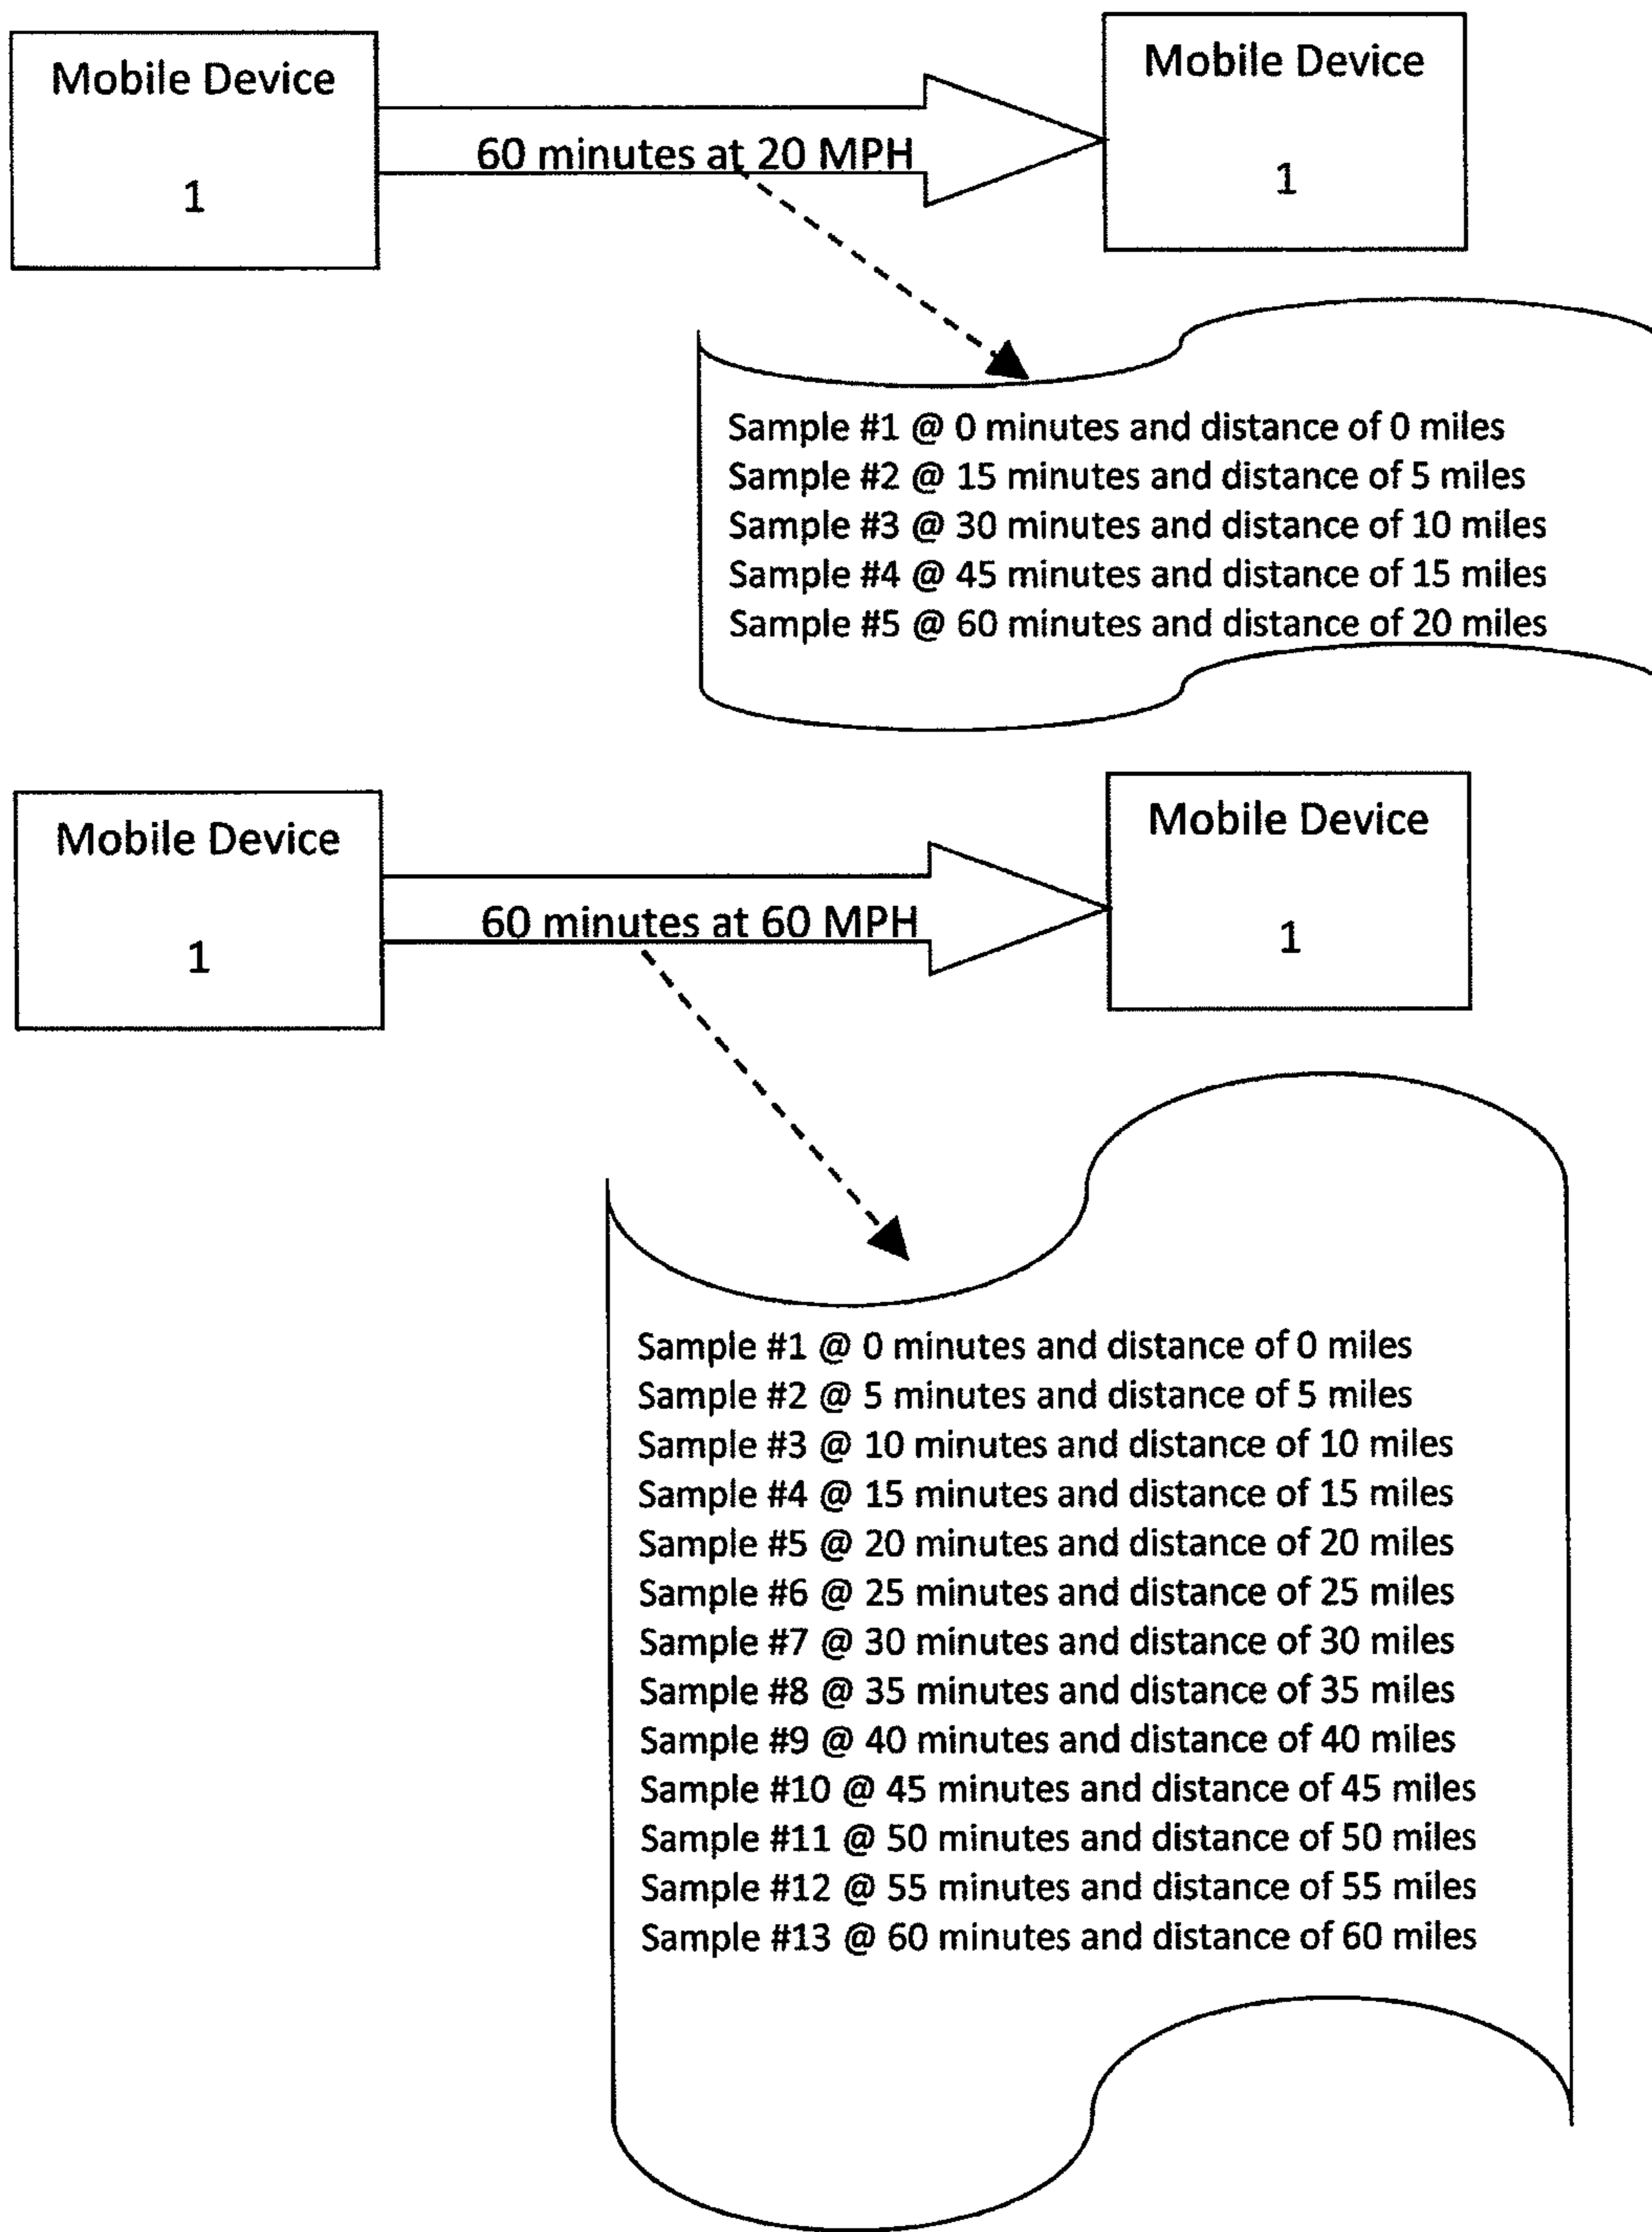 Mobile Device
1
60 minutes at 20 MPH
Mobile Device
1
Sample #1 @ 0 minutes and distance of 0 miles
Sample #2 @ 15 minutes and distance of 5 miles
Sample #3 @ 30 minutes and distance of 10 miles
Sample #4 @ 45 minutes and distance of 15 miles
Sample #5 @ 60 minutes and distance of 20 miles
Mobile Device
1
60 minutes at 60 MPH
Mobile Device
1
Sample #1 @ 0 minutes and distance of 0 miles
Sample #2 @ 5 minutes and distance of 5 miles
Sample #3 @ 10 minutes and distance of 10 miles
Sample #4 @ 15 minutes and distance of 15 miles
Sample #5 @ 20 minutes and distance of 20 miles
Sample #6 @ 25 minutes and distance of 25 miles
Sample #7 @ 30 minutes and distance of 30 miles
Sample #8 @ 35 minutes and distance of 35 miles
Sample #9 @ 40 minutes and distance of 40 miles
Sample #10 @ 45 minutes and distance of 45 miles
Sample #11 @ 50 minutes and distance of 50 miles
Sample #12 @ 55 minutes and distance of 55 miles
Sample #13 @ 60 minutes and distance of 60 miles